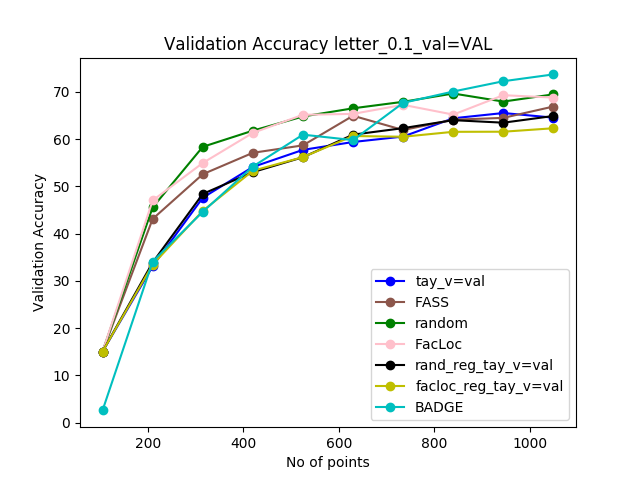 Validation Accuracy letter_0.1_val=VAL
Validation Accuracy
70
60
50
40
30
20
10
0
200 400 600 800 1000
No of points
tay_v=val
FASS
random
FacLoc
rand_reg_tay_v=val
facloc_reg_tay_v=val
BADGE